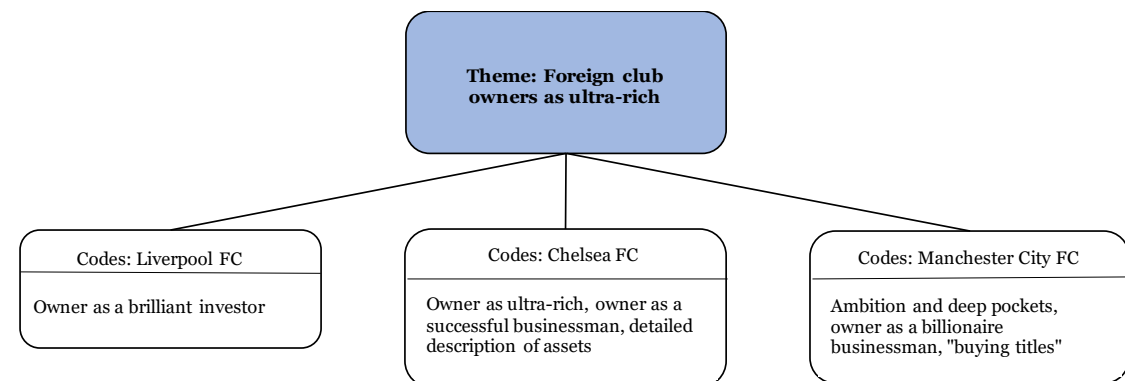 Theme: Foreign club
owners as ultra-rich
Codes: Liverpool FC
Owner as a brilliant investor
Codes: Chelsea FC
Owner as ultra-rich, owner as a
successful businessman, detailed
description of assets
Codes: Manchester City FC
Ambition and deep pockets,
owner as a billionaire
businessman, "buying titles"